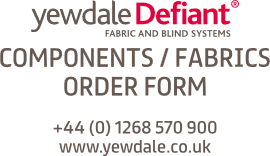 yewdale Defiant®
FABRIC AND BLIND SYSTEMS
COMPONENTS / FABRICS
ORDER FORM
+44 (0) 1268 570 900
www.yewdale.co.uk